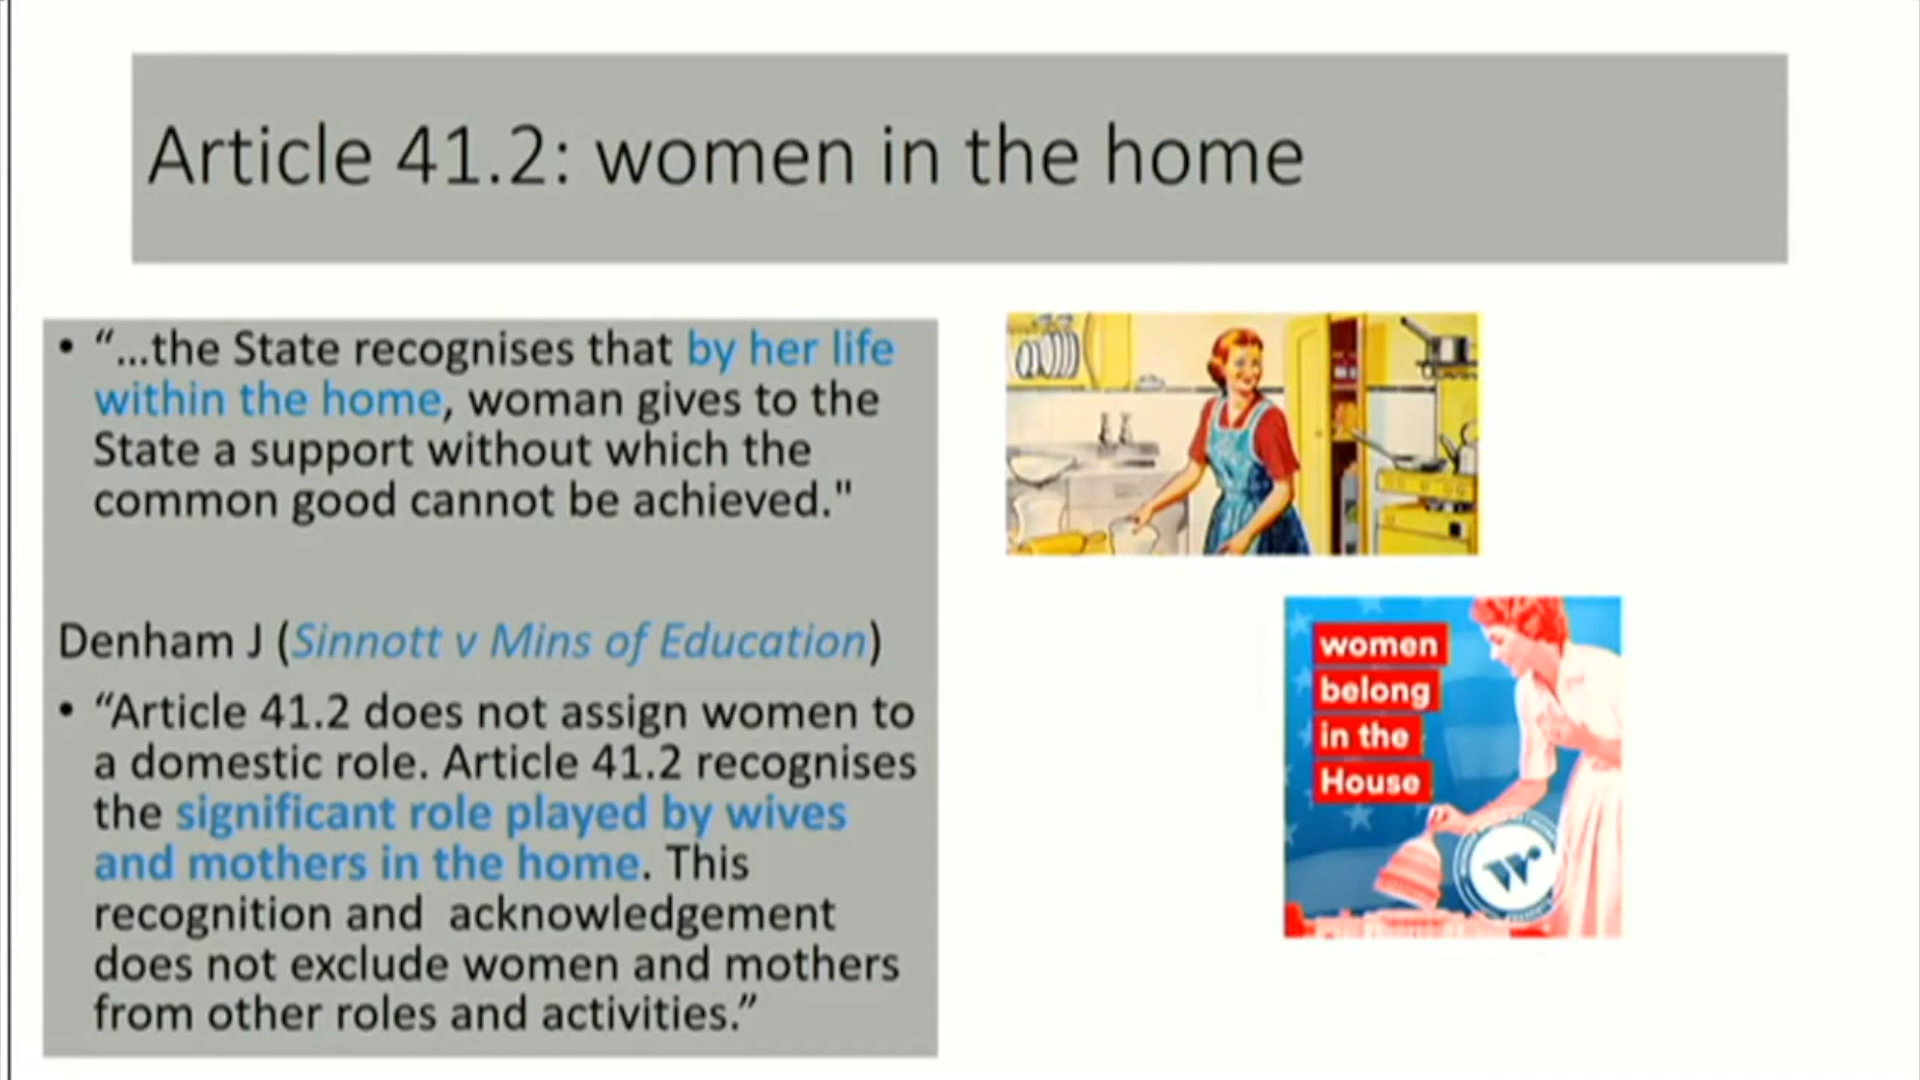 Article 41.2: women in the home
• “...the State recognises that by her life
within the home, woman gives to the
State a support without which the
common good cannot be achieved."
Denham J (Sinnott v Mins of Education)
• “Article 41.2 does not assign women to
a domestic role. Article 41.2 recognises
the significant role played by wives
and mothers in the home. This
recognition and  acknowledgement
does not exclude women and mothers
from other roles and activities.”
women
belong
in the
House
W